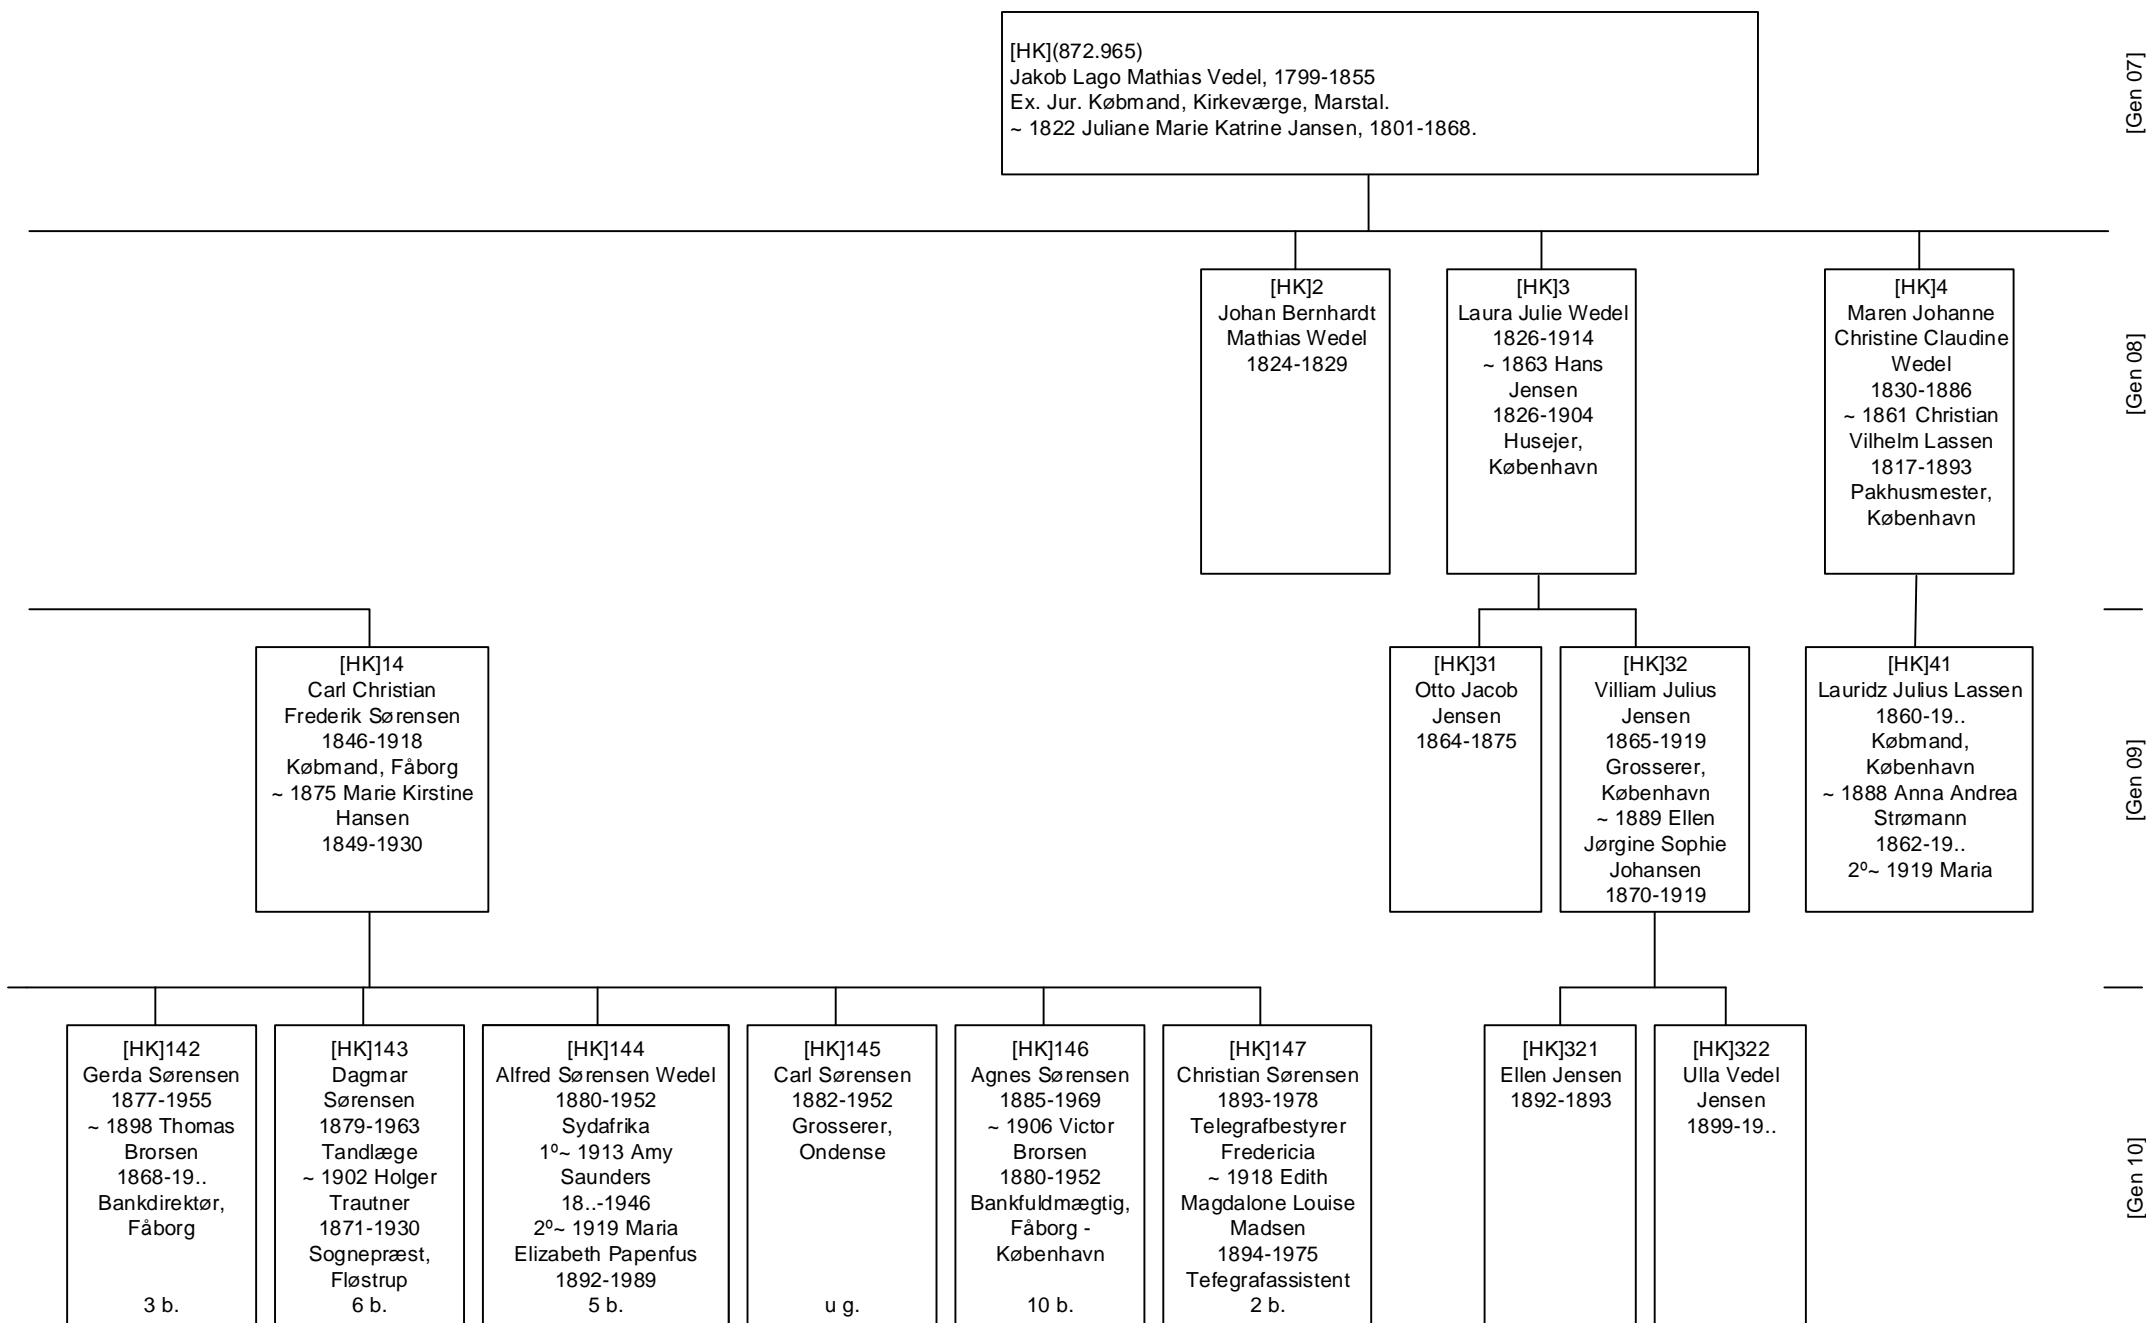 [HK](872.965)
Jakob Lago Mathias Vedel, 1799-1855
Ex. Jur. Købmand, Kirkeværge, Marstal.
~ 1822 Juliane Marie Katrine Jansen, 1801-1868.
[Gen 07]
[HK]2
Johan Bernhardt
Mathias Wedel
1824-1829
[HK]3
Laura Julie Wedel
1826-1914
~ 1863 Hans
Jensen
1826-1904
Husejer,
København
[HK]4
Maren Johanne
Christine Claudine
Wedel
1830-1886
~ 1861 Christian
Vilhelm Lassen
1817-1893
Pakhusmester,
København
[Gen 08]
[HK]14
Carl Christian
Frederik Sørensen
1846-1918
Købmand, Fåborg
~ 1875 Marie Kirstine
Hansen
1849-1930
[HK]31
Otto Jacob
Jensen
1864-1875
[HK]32
Villiam Julius
Jensen
1865-1919
Grosserer,
København
~ 1889 Ellen
Jørgine Sophie
Johansen
1870-1919
[HK]41
Lauridz Julius Lassen
1860-19..
Købmand,
København
~ 1888 Anna Andrea
Strømann
1862-19..
2º~ 1919 Maria
[Gen 09]
[HK]142
Gerda Sørensen
1877-1955
~ 1898 Thomas
Brorsen
1868-19..
Bankdirektør,
Fåborg
3 b.
[HK]143
Dagmar
Sørensen
1879-1963
Tandlæge
~ 1902 Holger
Trautner
1871-1930
Sognepræst,
Fløstrup
6 b.
[HK]144
Alfred Sørensen Wedel
1880-1952
Sydafrika
1º~ 1913 Amy
Saunders
18..-1946
2º~ 1919 Maria
Elizabeth Papenfus
1892-1989
5 b.
[HK]145
Carl Sørensen
1882-1952
Grosserer,
Ondense
u g.
[HK]146
Agnes Sørensen
1885-1969
~ 1906 Victor
Brorsen
1880-1952
Bankfuldmægtig,
Fåborg -
København
10 b.
[HK]147
Christian Sørensen
1893-1978
Telegrafbestyrer
Fredericia
~ 1918 Edith
Magdalone Louise
Madsen
1894-1975
Tefegrafassistent
2 b.
[HK]321
Ellen Jensen
1892-1893
[HK]322
Ulla Vedel
Jensen
1899-19..
[Gen 10]